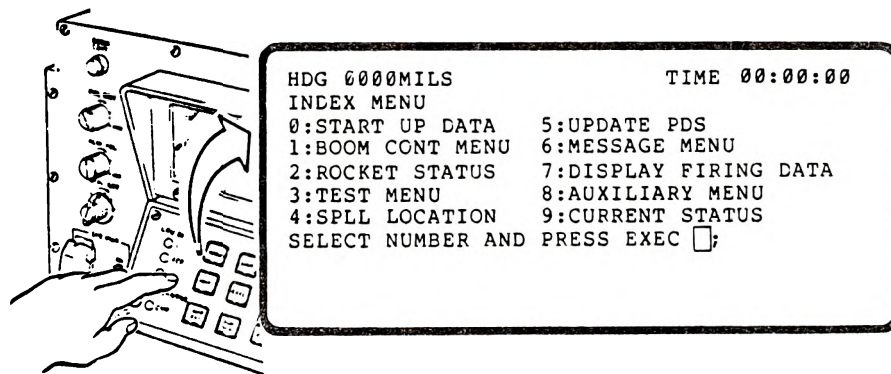 HDG 6000MILS TIME 00:00:00
INDEX MENU
0:START UP DATA 5:UPDATE PDS
1:BOOM CONT MENU 6:MESSAGE MENU
2:ROCKET STATUS 7:DISPLAY FIRING DATA
3:TEST MENU 8:AUXILIARY MENU
4:SPLL LOCATION 9:CURRENT STATUS
SELECT NUMBER AND PRESS EXEC ;